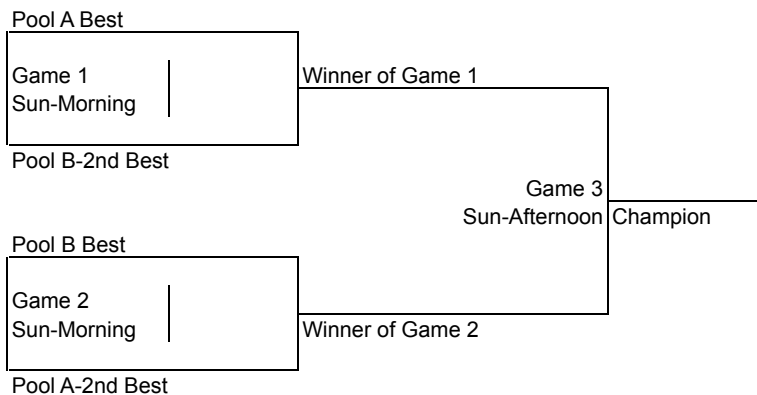 Pool A Best
Game 1
Sun-Morning
Winner of Game 1
Pool B-2nd Best
Game 3
Sun-Afternoon
Champion
Pool B Best
Game 2
Sun-Morning
Winner of Game 2
Pool A-2nd Best